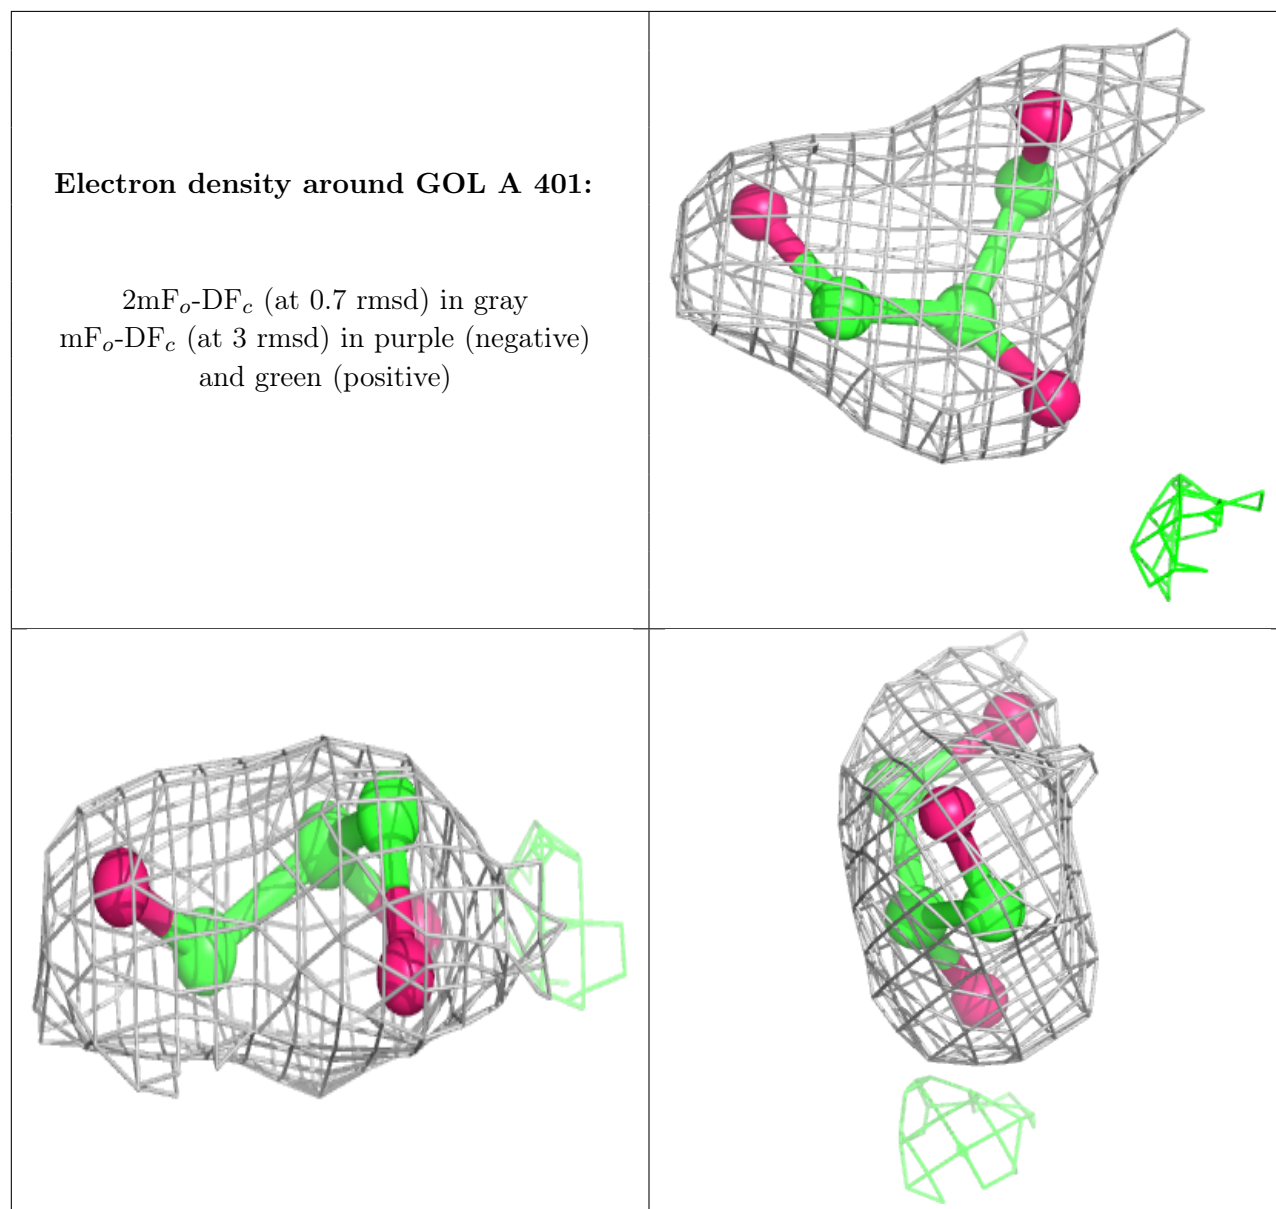 Electron density around GOL A 401:
2mFₒ-DF𝒸 (at 0.7 rmsd) in gray
mFₒ-DF𝒸 (at 3 rmsd) in purple (negative)
and green (positive)